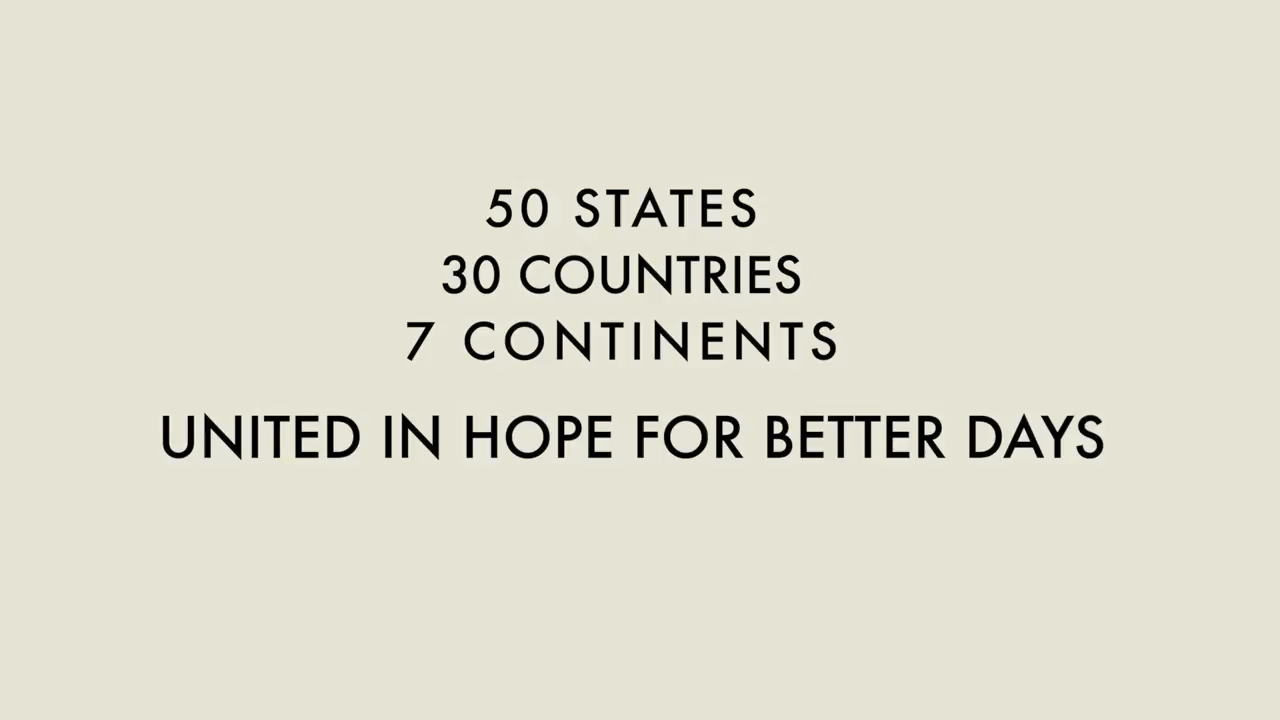 50 STATES
30 COUNTRIES
7 CONTINENTS
UNITED IN HOPE FOR BETTER DAYS